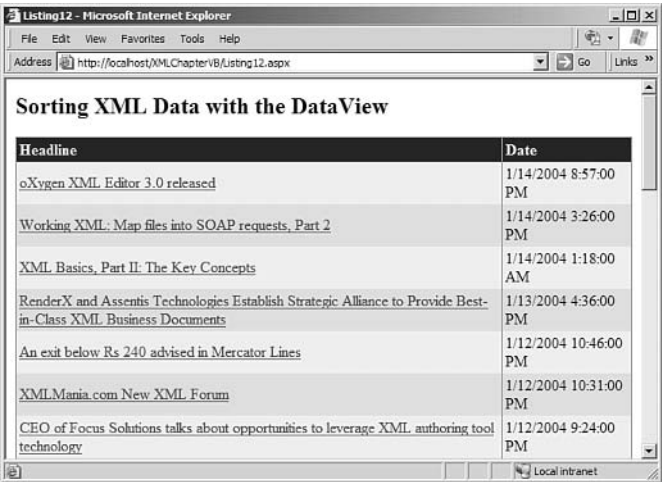 Listing12 - Microsoft Internet Explorer
File Edit View Favorites Tools Help
Address http://localhost/XMLChapterVB/Listing12.aspx Go Links »
Sorting XML Data with the DataView
Headline Date
oXygen XML Editor 3.0 released 1/14/2004 8:57:00
PM
Working XML: Map files into SOAP requests, Part 2 1/14/2004 3:26:00
PM
XML Basics, Part II: The Key Concepts 1/14/2004 1:18:00
AM
RenderX and Assentis Technologies Establish Strategic Alliance to Provide Best- 1/13/2004 4:36:00
in-Class XML Business Documents PM
An exit below Rs 240 advised in Mercator Lines 1/12/2004 10:46:00
PM
XMLMania.com New XML Forum 1/12/2004 10:31:00
PM
CEO of Focus Solutions talks about opportunities to leverage XML authoring tool 1/12/2004 9:24:00
technology PM
Local intranet